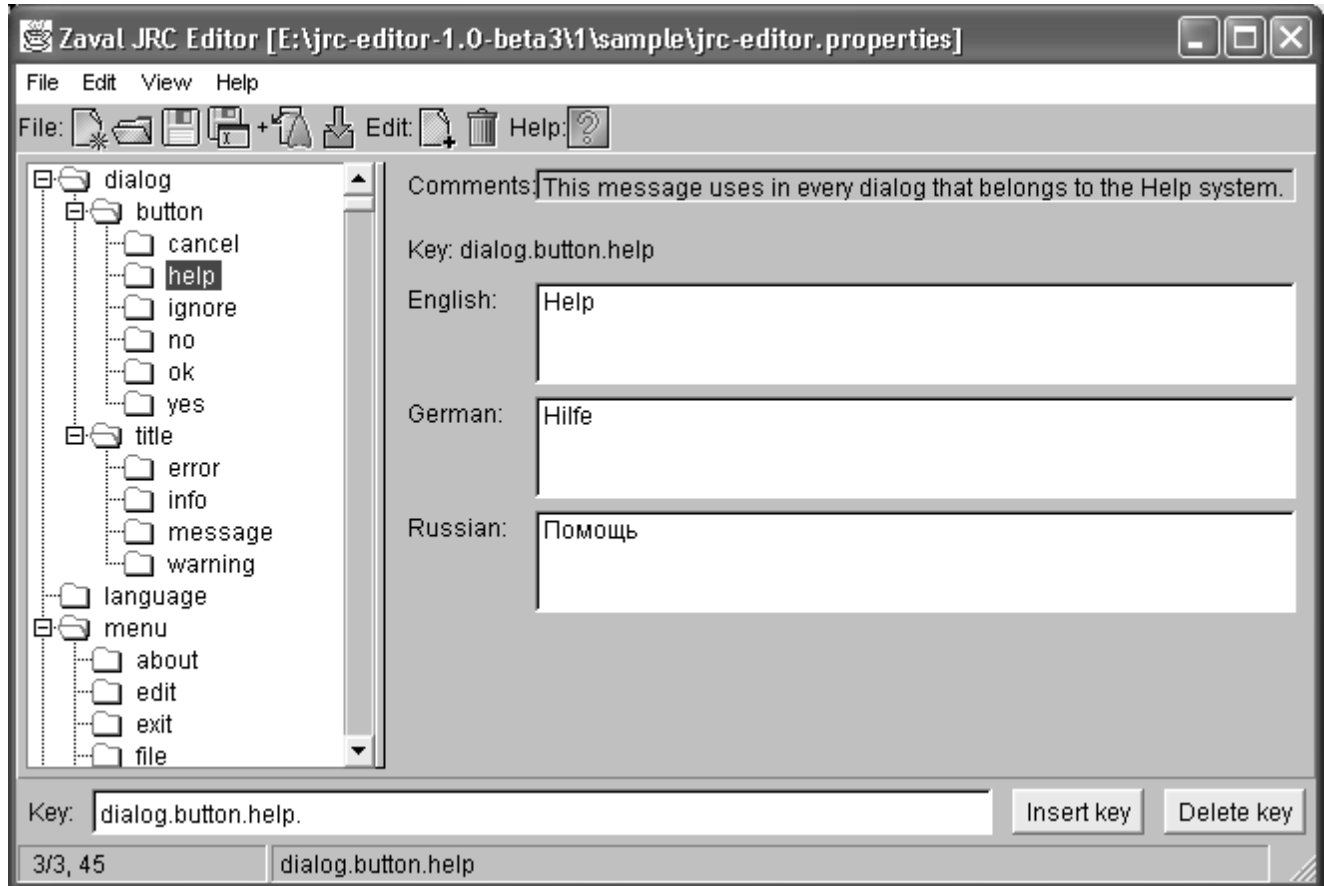 Zaval JRC Editor [E:\jrc-editor-1.0-beta3\1\sample\jrc-editor.properties]
File Edit View Help
File: + Edit: Help:
dialog
button
cancel
help
ignore
no
ok
yes
title
error
info
message
warning
language
menu
about
edit
exit
file
Comments: This message uses in every dialog that belongs to the Help system.
Key: dialog.button.help
English: Help
German: Hilfe
Russian: Помощь
Key: dialog.button.help. Insert key Delete key
3/3, 45 dialog.button.help